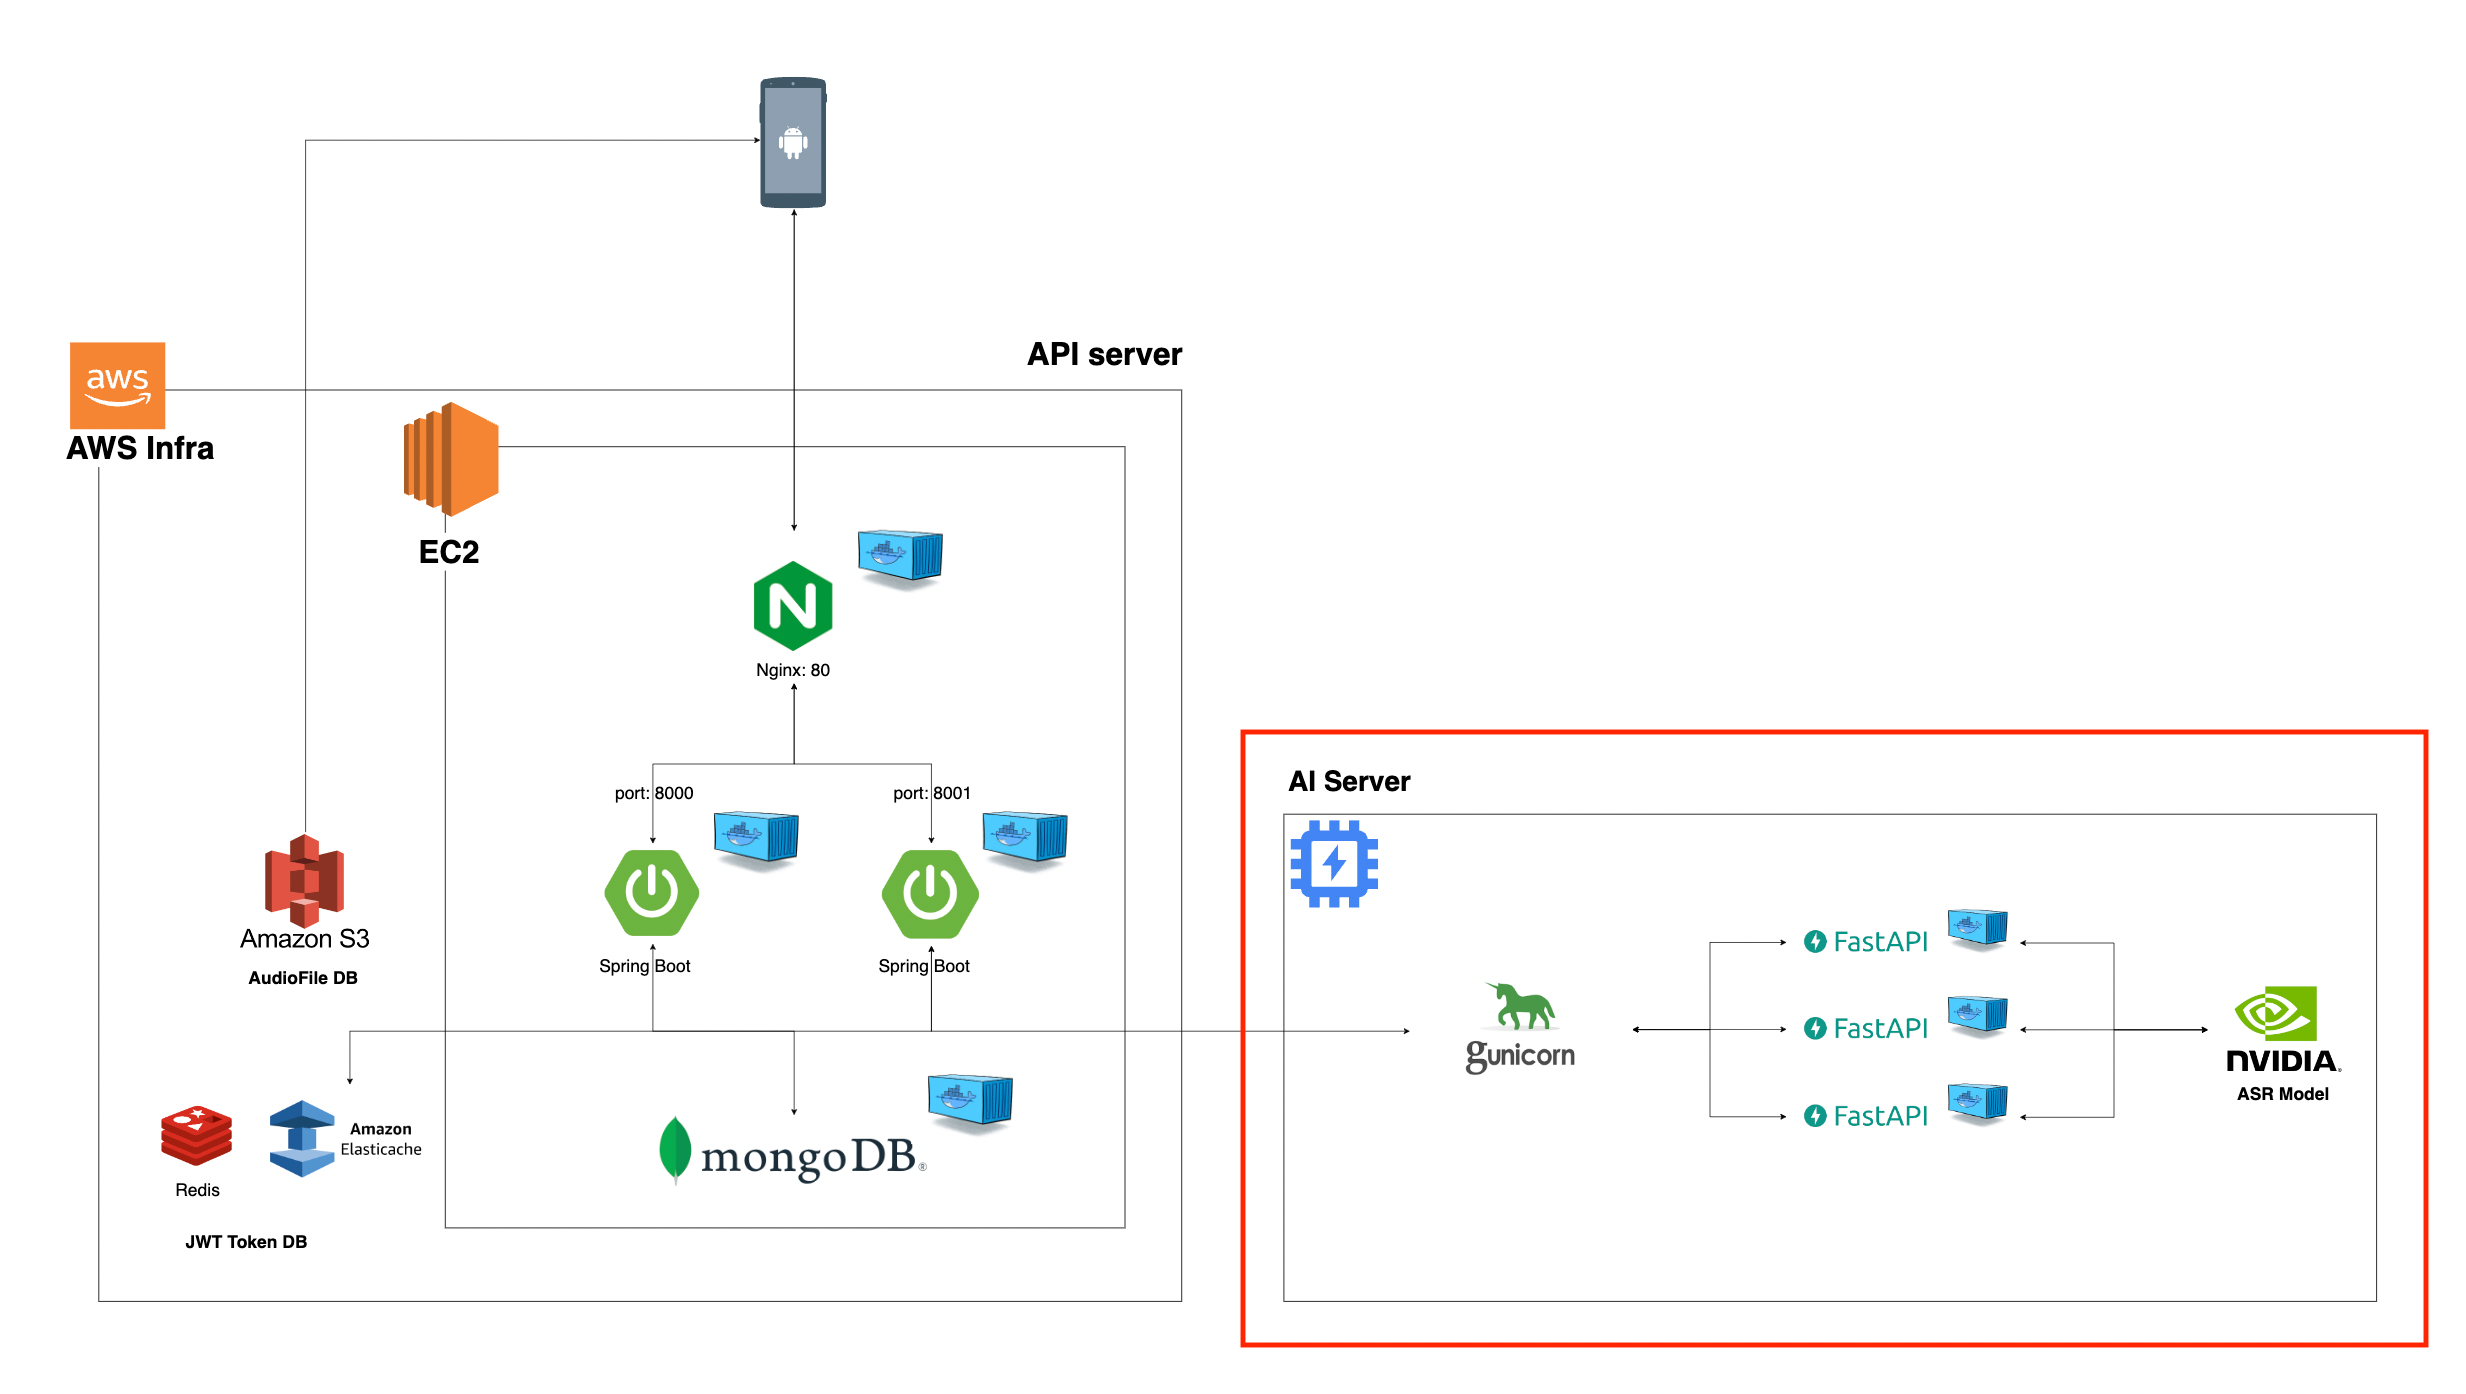 API server
aws
AWS Infra
EC2
Nginx: 80
port: 8000
port: 8001
Spring Boot
Spring Boot
Amazon S3
AudioFile DB
Amazon
Elasticache
Redis
JWT Token DB
mongoDB®
AI Server
gunicorn
FastAPI
FastAPI
FastAPI
NVIDIA.
ASR Model